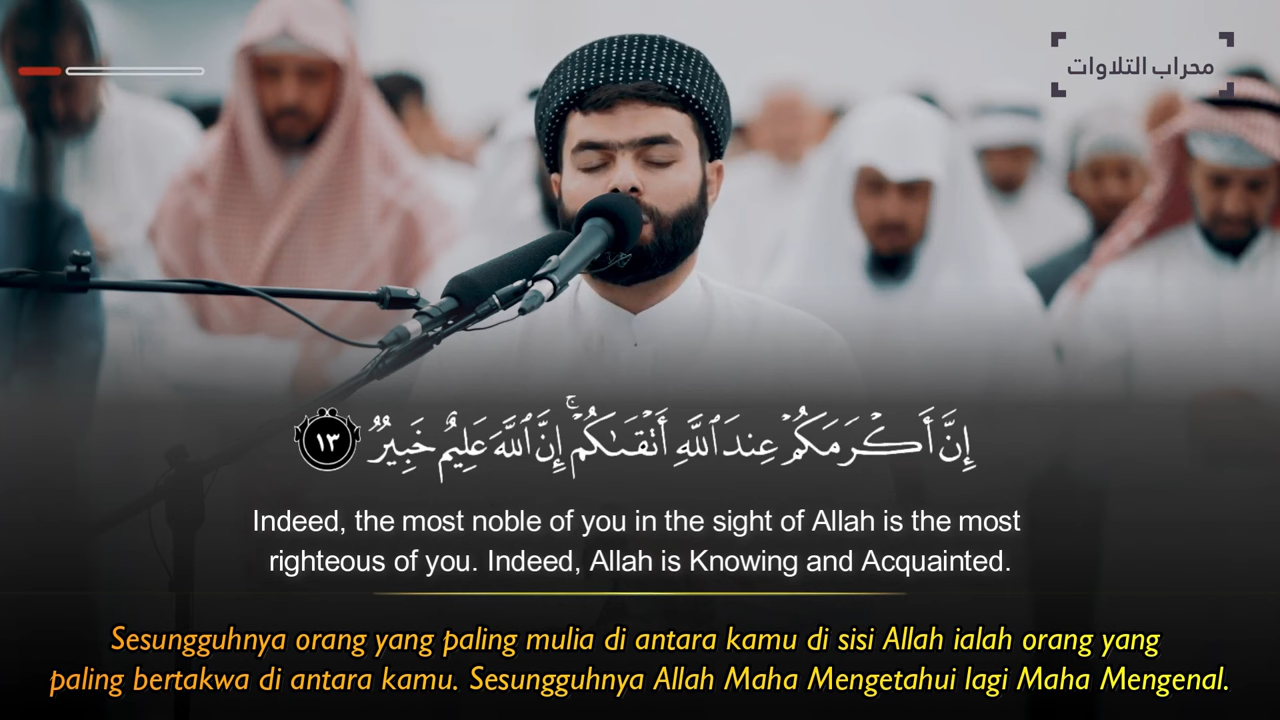 محراب التلاوات
إِنَّ أَكْرَمَكُمْ عِندَ ٱللَّهِ أَتْقَىٰكُمْ ۚ إِنَّ ٱللَّهَ عَلِيمٌ خَبِيرٌ ١٣
Indeed, the most noble of you in the sight of Allah is the most
righteous of you. Indeed, Allah is Knowing and Acquainted.
Sesungguhnya orang yang paling mulia di antara kamu di sisi Allah ialah orang yang
paling bertakwa di antara kamu. Sesungguhnya Allah Maha Mengetahui lagi Maha Mengenal.